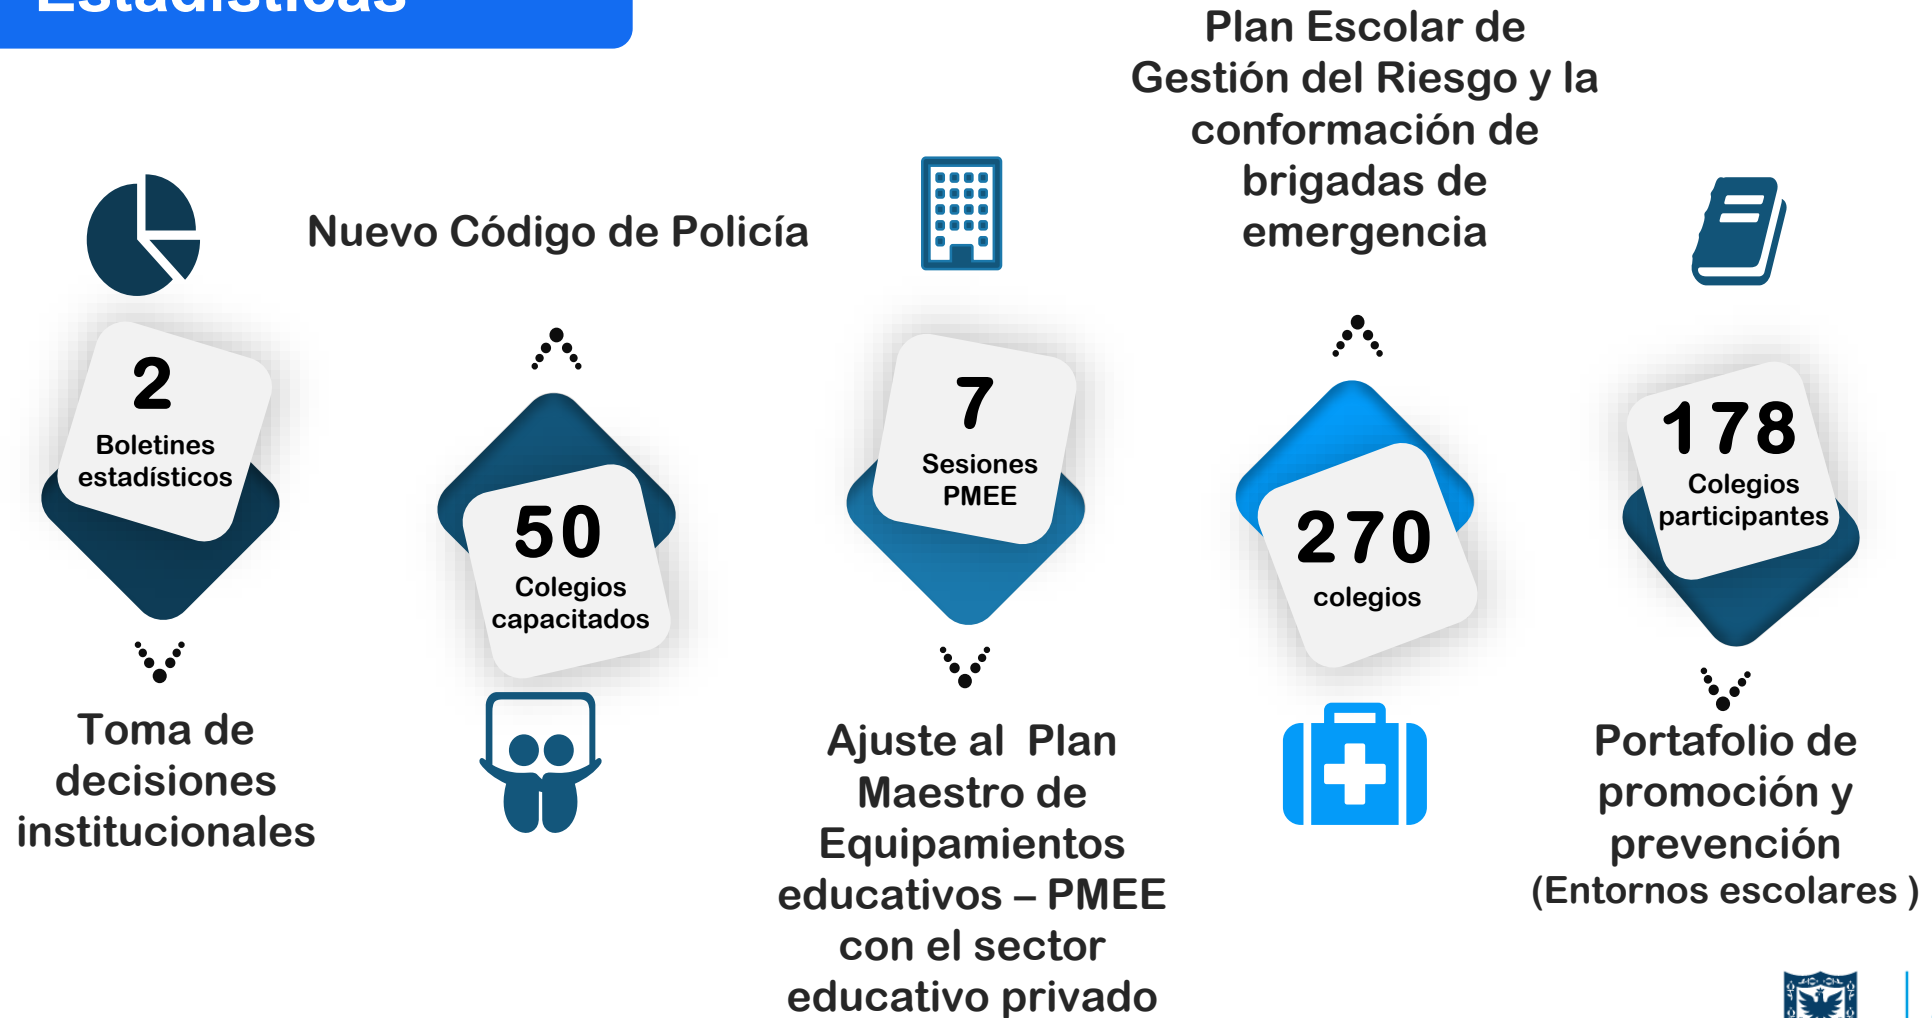 Estadísticas
2
Boletines
estadísticos
Toma de
decisiones
institucionales
Nuevo Código de Policía
50
Colegios
capacitados
7
Sesiones
PMEE
Ajuste al Plan
Maestro de
Equipamientos
educativos – PMEE
con el sector
educativo privado
Plan Escolar de
Gestión del Riesgo y la
conformación de
brigadas de
emergencia
270
colegios
178
Colegios
participantes
Portafolio de
promoción y
prevención
(Entornos escolares )